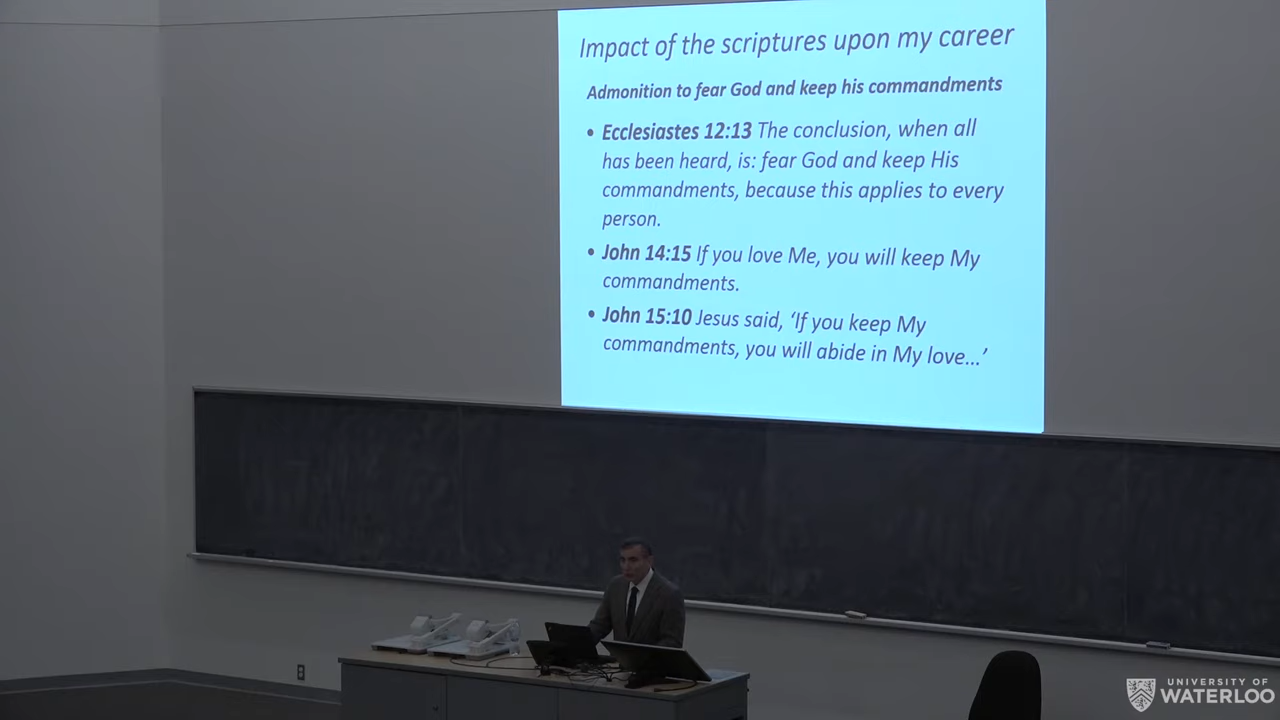 Impact of the scriptures upon my career
Admonition to fear God and keep his commandments
• Ecclesiastes 12:13 The conclusion, when all
has been heard, is: fear God and keep His
commandments, because this applies to every
person.
• John 14:15 If you love Me, you will keep My
commandments.
• John 15:10 Jesus said, ‘If you keep My
commandments, you will abide in My love...’
UNIVERSITY OF
WATERLOO